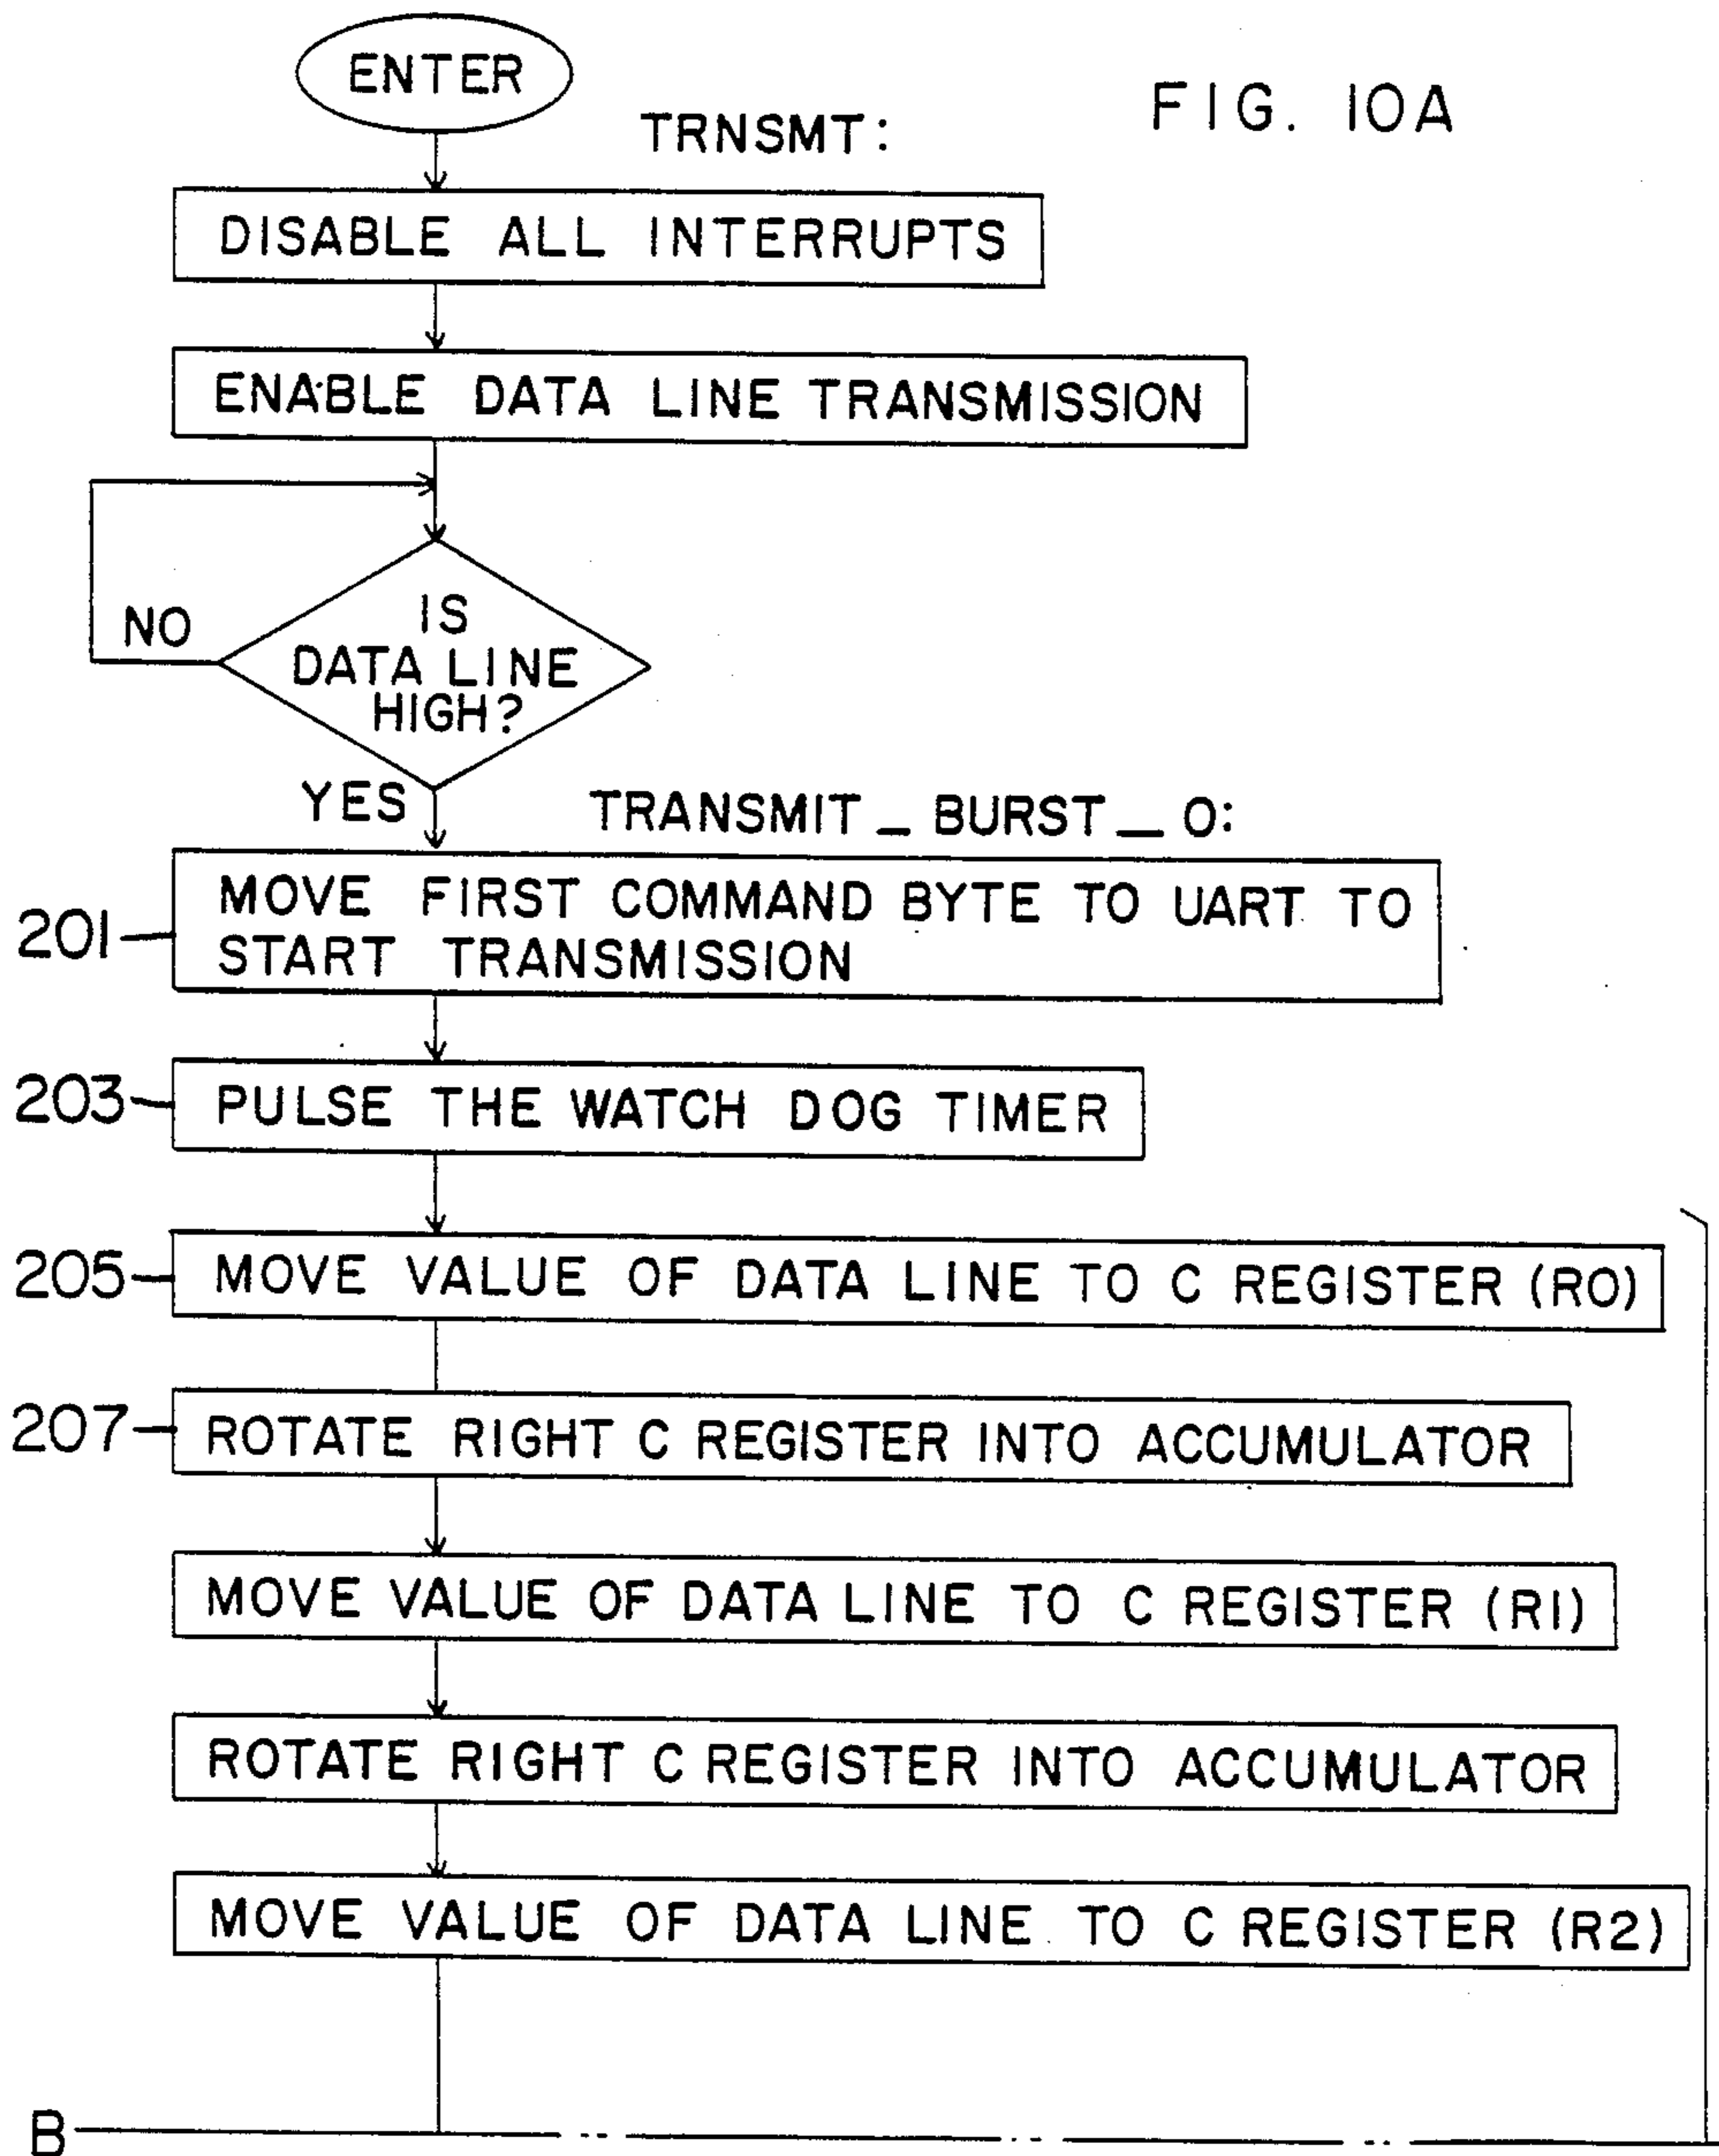 ENTER
FIG. 10A
TRNSMT:
DISABLE ALL INTERRUPTS
ENABLE DATA LINE TRANSMISSION
NO
IS
DATA LINE
HIGH?
YES
TRANSMIT_BURST_0:
201
MOVE FIRST COMMAND BYTE TO UART TO
START TRANSMISSION
203
PULSE THE WATCH DOG TIMER
205
MOVE VALUE OF DATA LINE TO C REGISTER (R0)
207
ROTATE RIGHT C REGISTER INTO ACCUMULATOR
MOVE VALUE OF DATA LINE TO C REGISTER (R1)
ROTATE RIGHT C REGISTER INTO ACCUMULATOR
MOVE VALUE OF DATA LINE TO C REGISTER (R2)
B